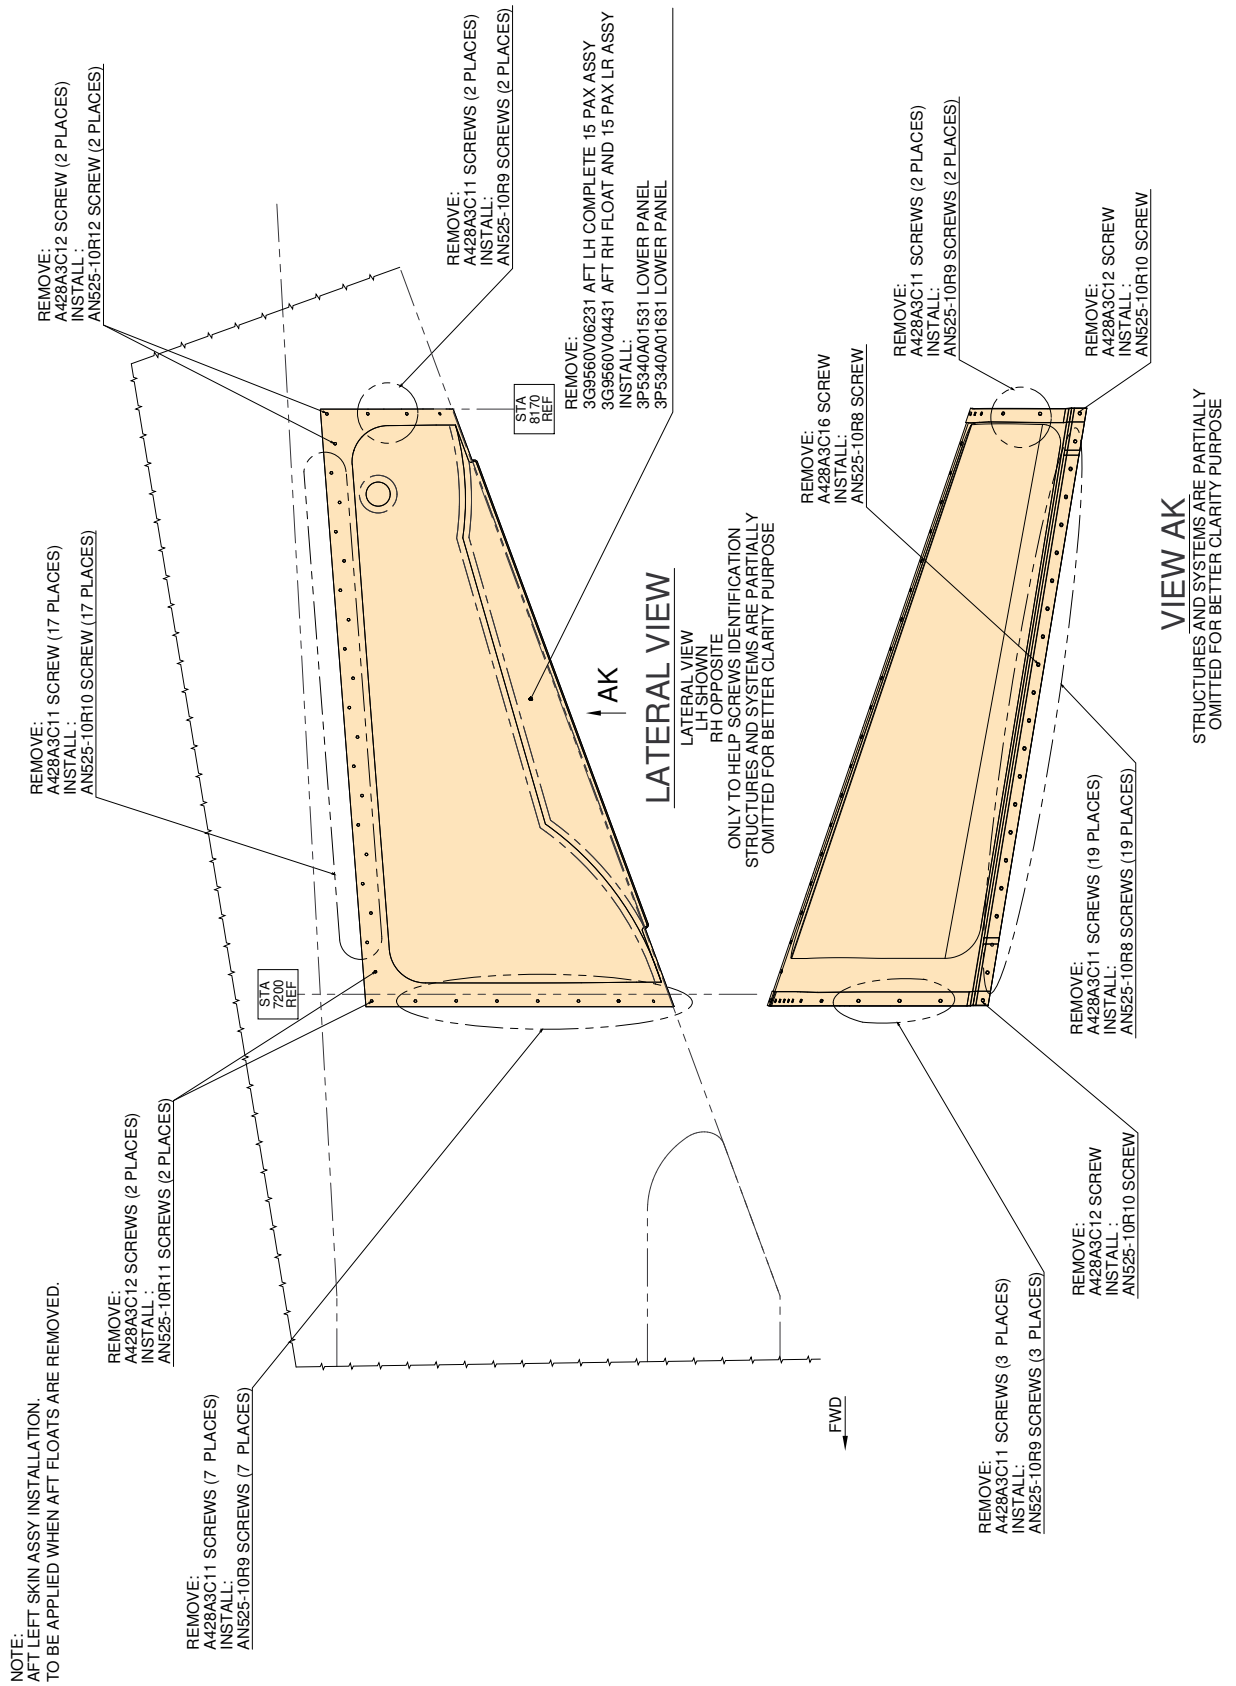 NOTE:
AFT LEFT SKIN ASSY INSTALLATION.
TO BE APPLIED WHEN AFT FLOATS ARE REMOVED.
REMOVE:
A428A3C11 SCREWS (7 PLACES)
INSTALL:
AN525-10R9 SCREWS (7 PLACES)
REMOVE:
A428A3C12 SCREWS (2 PLACES)
INSTALL :
AN525-10R11 SCREWS (2 PLACES)
REMOVE:
A428A3C11 SCREW (17 PLACES)
INSTALL :
AN525-10R10 SCREW (17 PLACES)
REMOVE:
A428A3C12 SCREW (2 PLACES)
INSTALL :
AN525-10R12 SCREW (2 PLACES)
STA
7200
REF
STA
8170
REF
REMOVE:
A428A3C11 SCREWS (2 PLACES)
INSTALL:
AN525-10R9 SCREWS (2 PLACES)
REMOVE:
3G9560V06231 AFT LH COMPLETE 15 PAX ASSY
3G9560V04431 AFT RH FLOAT AND 15 PAX LR ASSY
INSTALL:
3P5340A01531 LOWER PANEL
3P5340A01631 LOWER PANEL
AK
LATERAL VIEW
LATERAL VIEW
LH SHOWN
RH OPPOSITE
ONLY TO HELP SCREWS IDENTIFICATION
STRUCTURES AND SYSTEMS ARE PARTIALLY
OMITTED FOR BETTER CLARITY PURPOSE
FWD
REMOVE:
A428A3C16 SCREW
INSTALL:
AN525-10R8 SCREW
REMOVE:
A428A3C11 SCREWS (2 PLACES)
INSTALL:
AN525-10R9 SCREWS (2 PLACES)
REMOVE:
A428A3C11 SCREWS (3 PLACES)
INSTALL:
AN525-10R9 SCREWS (3 PLACES)
REMOVE:
A428A3C12 SCREW
INSTALL :
AN525-10R10 SCREW
REMOVE:
A428A3C11 SCREWS (19 PLACES)
INSTALL:
AN525-10R8 SCREWS (19 PLACES)
REMOVE:
A428A3C12 SCREW
INSTALL :
AN525-10R10 SCREW
VIEW AK
STRUCTURES AND SYSTEMS ARE PARTIALLY
OMITTED FOR BETTER CLARITY PURPOSE